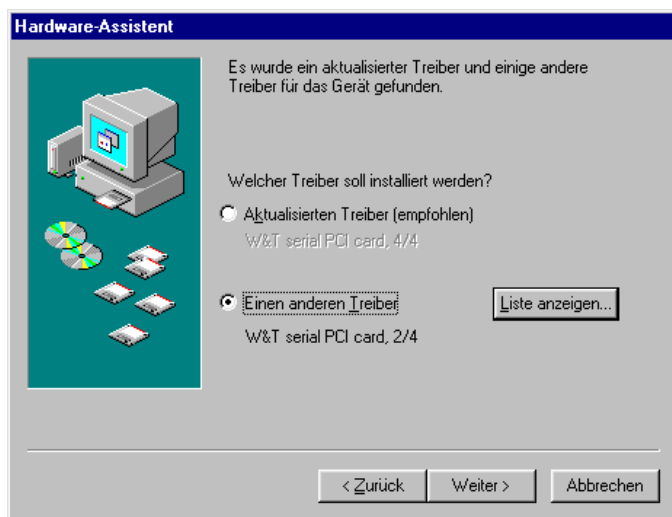 Hardware-Assistent
Es wurde ein aktualisierter Treiber und einige andere
Treiber für das Gerät gefunden.
Welcher Treiber soll installiert werden?
Aktualisierten Treiber (empfohlen)
W&T serial PCI card, 4/4
Einen anderen Treiber
Liste anzeigen...
W&T serial PCI card, 2/4
< Zurück
Weiter >
Abbrechen